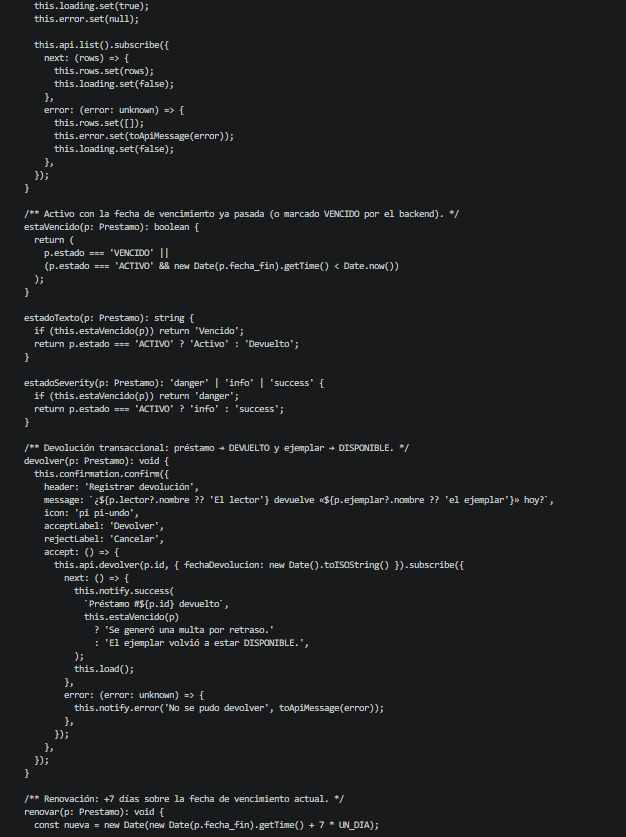 this.loading.set(true);
this.error.set(null);
this.api.list().subscribe({
next: (rows) => {
this.rows.set(rows);
this.loading.set(false);
},
error: (error: unknown) => {
this.rows.set([]);
this.error.set(toApiMessage(error));
this.loading.set(false);
},
});
}
/** Activo con la fecha de vencimiento ya pasada (o marcado VENCIDO por el backend). */
estaVencido(p: Prestamo): boolean {
return (
p.estado === 'VENCIDO' ||
(p.estado === 'ACTIVO' && new Date(p.fecha_fin).getTime() < Date.now())
);
}
estadoTexto(p: Prestamo): string {
if (this.estaVencido(p)) return 'Vencido';
return p.estado === 'ACTIVO' ? 'Activo' : 'Devuelto';
}
estadoSeverity(p: Prestamo): 'danger' | 'info' | 'success' {
if (this.estaVencido(p)) return 'danger';
return p.estado === 'ACTIVO' ? 'info' : 'success';
}
/** Devolución transaccional: préstamo → DEVUELTO y ejemplar → DISPONIBLE. */
devolver(p: Prestamo): void {
this.confirmation.confirm({
header: 'Registrar devolución',
message: `¿${p.lector?.nombre ?? 'El lector'} devuelve «${p.ejemplar?.nombre ?? 'el ejemplar'}» hoy?`,
icon: 'pi pi-undo',
acceptLabel: 'Devolver',
rejectLabel: 'Cancelar',
accept: () => {
this.api.devolver(p.id, { fechaDevolucion: new Date().toISOString() }).subscribe({
next: () => {
this.notify.success(
`Préstamo #${p.id} devuelto`,
this.estaVencido(p)
? 'Se generó una multa por retraso.'
: 'El ejemplar volvió a estar DISPONIBLE.',
);
this.load();
},
error: (error: unknown) => {
this.notify.error('No se pudo devolver', toApiMessage(error));
},
});
},
});
}
/** Renovación: +7 días sobre la fecha de vencimiento actual. */
renovar(p: Prestamo): void {
const nueva = new Date(new Date(p.fecha_fin).getTime() + 7 * UN_DIA);